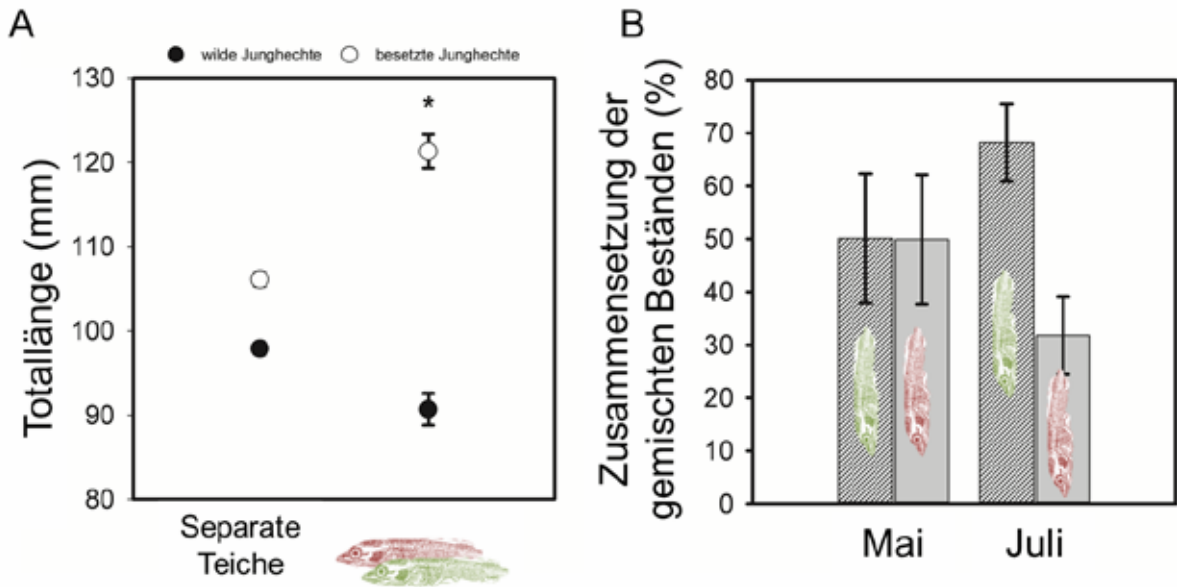 A
wilde Junghechte besetzte Junghechte
Totallänge (mm)
130
120
110
100
90
80
*
Separate
Teiche
B
Zusammensetzung der
gemischten Beständen (%)
80
70
60
50
40
30
20
10
0
Mai Juli